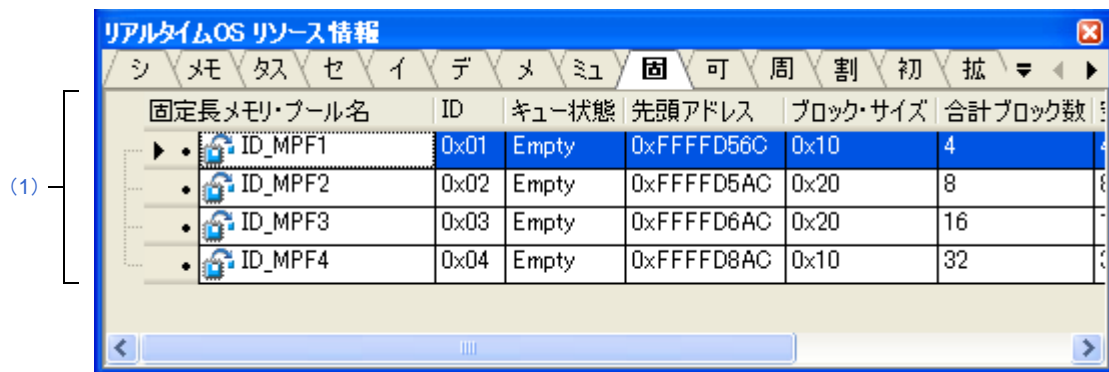 リアルタイムOS リソース情報
シ メモ タス セ イ デ メ ミュ 固 可 周 割 初 拡
固定長メモリ・プール名 ID キュー状態 先頭アドレス ブロック・サイズ 合計ブロック数
ID_MPF1 0x01 Empty 0xFFFFD56C 0x10 4
(1)
ID_MPF2 0x02 Empty 0xFFFFD5AC 0x20 8
ID_MPF3 0x03 Empty 0xFFFFD6AC 0x20 16
ID_MPF4 0x04 Empty 0xFFFFD8AC 0x10 32